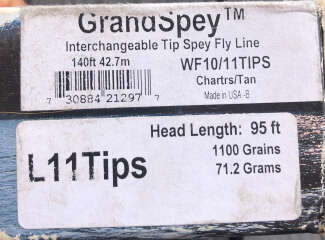 GrandSpey™
Interchangeable Tip Spey Fly Line
140ft 42.7m WF10/11TIPS
Chartrs/Tan
Made in USA -B
7 30884 21297 7
Head Length: 95 ft
L11Tips 1100 Grains
71.2 Grams